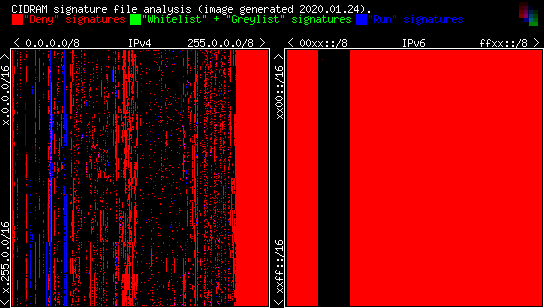 CIDRAM signature file analysis (image generated 2020.01.24).
"Deny" signatures "Whitelist" + "Greylist" signatures "Run" signatures
< 0.0.0.0/8 IPv4 255.0.0.0/8 >
< 00xx::/8 IPv6 ffxx::/8 >
< x.0.0.0/16
x.255.0.0/16 >
< xx00::/16
xxff::/16 >